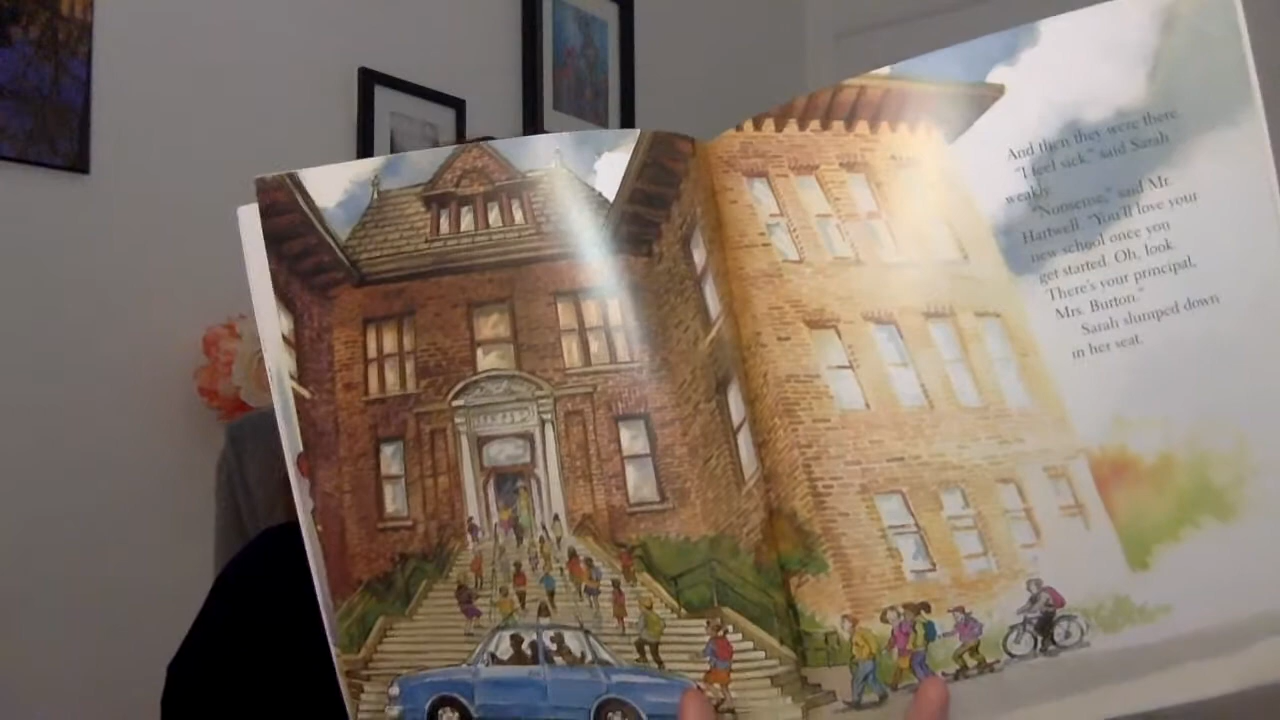 And then they were there.
"I feel sick," said Sarah
weakly.
"Nonsense," said Mr.
Hartwell. "You'll love your
new school once you
get started. Oh, look.
There's your principal,
Mrs. Burton."
Sarah slumped down
in her seat.